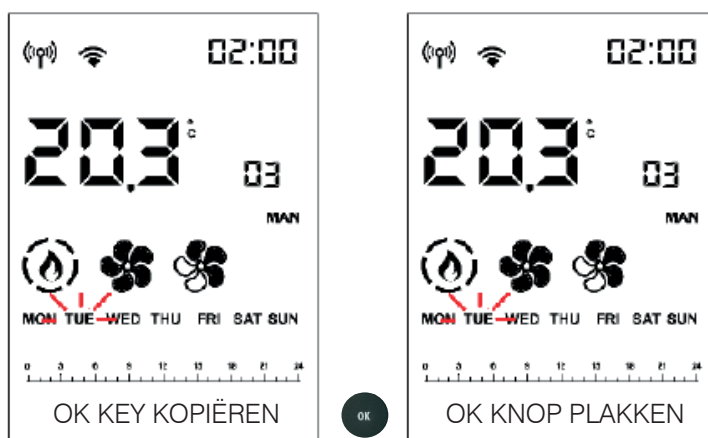 02:00
20.3 °C
03
MAN
MON TUE WED THU FRI SAT SUN
0 3 6 9 12 15 18 21 24
OK KEY KOPIËREN
OK
02:00
20.3 °C
03
MAN
MON TUE WED THU FRI SAT SUN
0 3 6 9 12 15 18 21 24
OK KNOP PLAKKEN